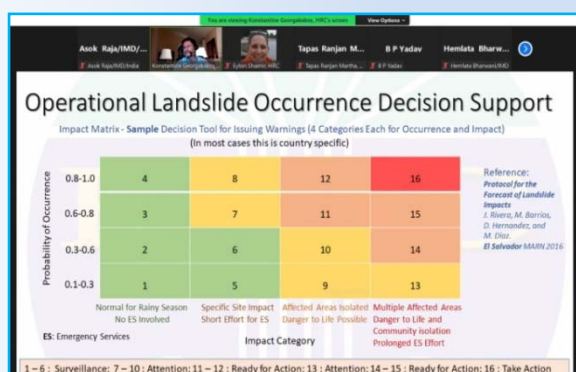 You are viewing Konstantine Georgakakos, HRC's screen
View Options
Asok Raja/IMD/...
Tapas Ranjan M...
B P Yadav
Hemlata Bharw...
Asok Raja/IMD/India
Eylon Shamir, HRC
B P Yadav
Hemlata Bharwani/IMD
Operational Landslide Occurrence Decision Support
Impact Matrix - Sample Decision Tool for Issuing Warnings (4 Categories Each for Occurrence and Impact)
(In most cases this is country specific)
Probability of Occurrence
0.8-1.0 4 8 12 16
0.6-0.8 3 7 11 15
0.3-0.6 2 6 10 14
0.1-0.3 1 5 9 13
Reference:
Protocol for the
Forecast of Landslide
Impacts
J. Rivera, M. Barrios,
D. Hernandez, and
M. Diaz.
El Salvador MARN 2016
Normal for Rainy Season
No ES Involved
Specific Site Impact
Short Effort for ES
Affected Areas Isolated
Danger to Life Possible
Multiple Affected Areas
Danger to Life and
Community isolation
Prolonged ES Effort
ES: Emergency Services
Impact Category
1 – 6 : Surveillance; 7 – 10 : Attention; 11 – 12 : Ready for Action; 13 : Attention; 14 – 15 : Ready for Action; 16 : Take Action